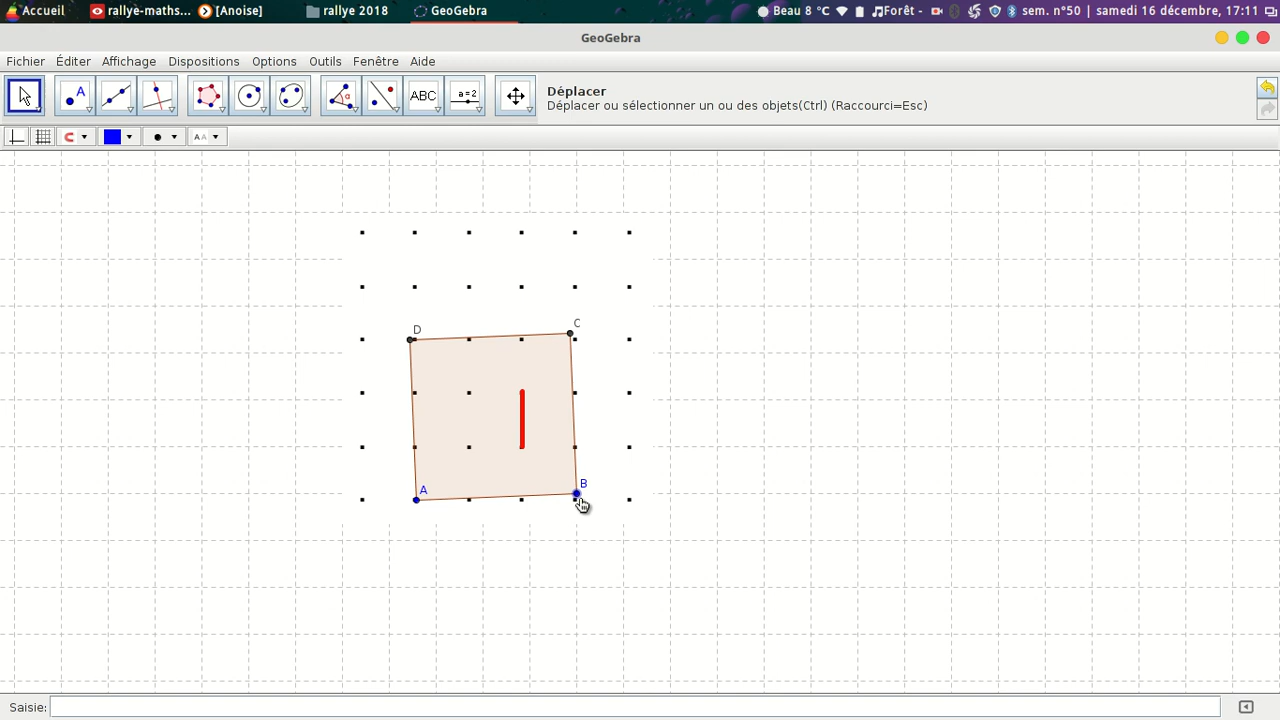 Accueil rallye-maths... [Anoise] rallye 2018 GeoGebra Beau 8 °C Forêt - sem. n°50 | samedi 16 décembre, 17:11
GeoGebra
Fichier Éditer Affichage Dispositions Options Outils Fenêtre Aide
A α ABC a=2 Déplacer
Déplacer ou sélectionner un ou des objets(Ctrl) (Raccourci=Esc)
A A
D C
A B
Saisie: